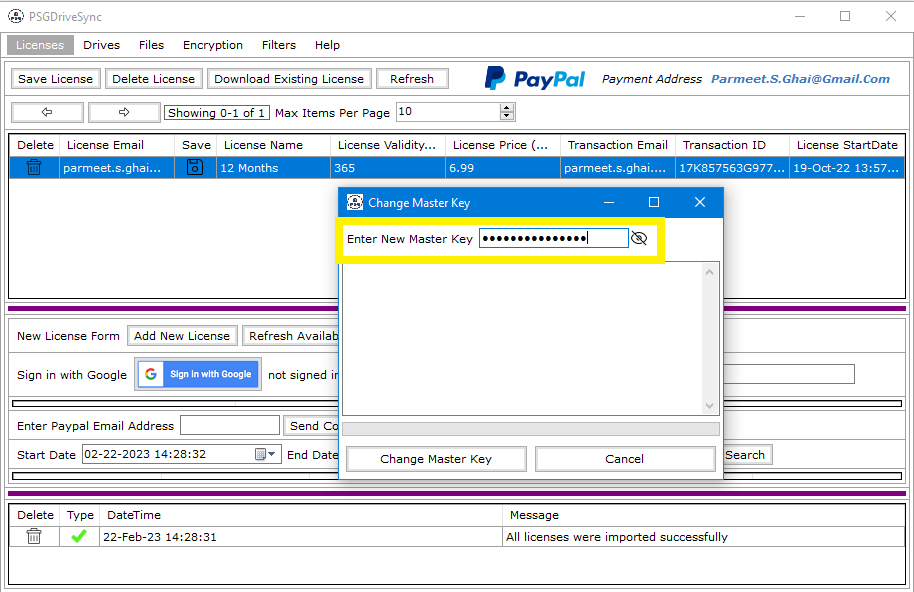 PSGDriveSync
Licenses Drives Files Encryption Filters Help
Save License Delete License Download Existing License Refresh PayPal Payment Address Parmeet.S.Ghai@Gmail.Com
Showing 0-1 of 1 Max Items Per Page 10
Delete License Email Save License Name License Validity... License Price (... Transaction Email Transaction ID License StartDate
parmeet.s.ghai... 12 Months 365 6.99 parmeet.s.ghai.... 17K857563G977... 19-Oct-22 13:57...
Change Master Key
Enter New Master Key •••••••••••••••
New License Form Add New License Refresh Availab
Sign in with Google Sign in with Google not signed in
Enter Paypal Email Address Send Co
Start Date 02-22-2023 14:28:32 End Date Search
Change Master Key Cancel
Delete Type DateTime Message
22-Feb-23 14:28:31 All licenses were imported successfully